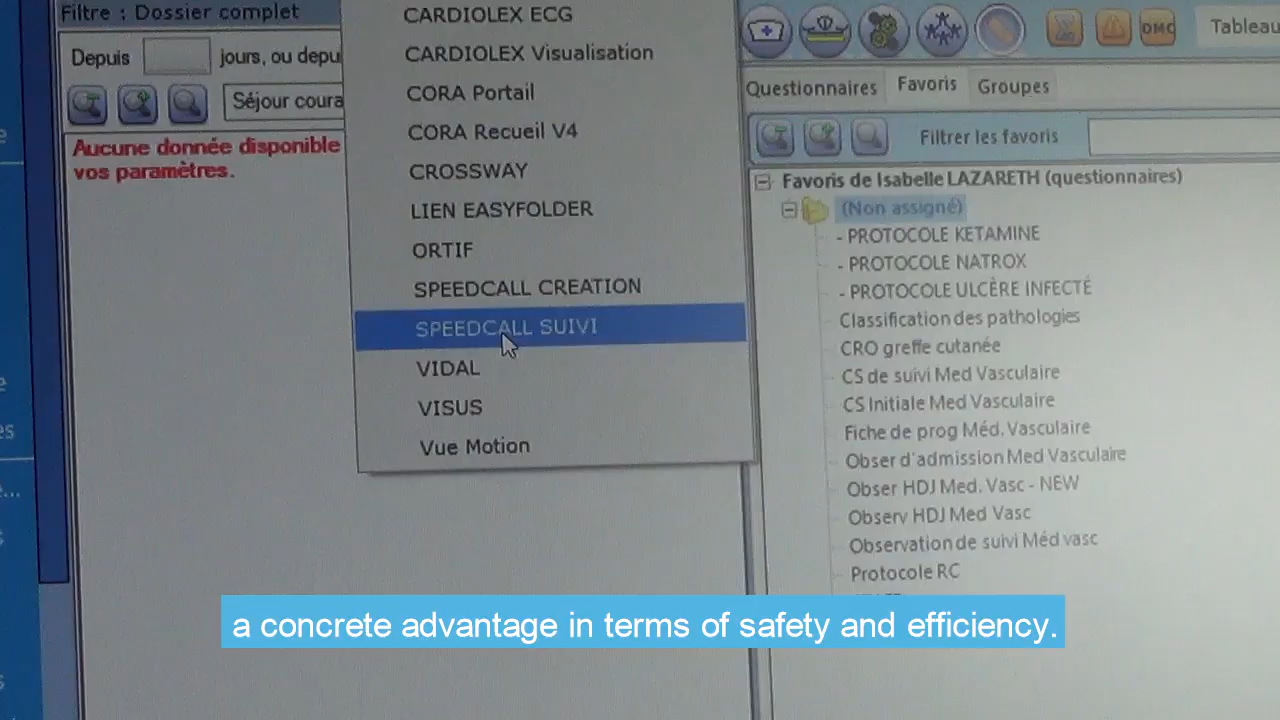 Filtre : Dossier complet
Depuis jours, ou depu
Séjour coura
Aucune donnée disponible
vos paramètres.
CARDIOLEX ECG
CARDIOLEX Visualisation
CORA Portail
CORA Recueil V4
CROSSWAY
LIEN EASYFOLDER
ORTIF
SPEEDCALL CREATION
SPEEDCALL SUIVI
VIDAL
VISUS
Vue Motion
DMC
Tableau
Questionnaires Favoris Groupes
Filtrer les favoris
Favoris de Isabelle LAZARETH (questionnaires)
(Non assigné)
- PROTOCOLE KETAMINE
- PROTOCOLE NATROX
- PROTOCOLE ULCÈRE INFECTÉ
Classification des pathologies
CRO greffe cutanée
CS de suivi Med Vasculaire
CS Initiale Med Vasculaire
Fiche de prog Méd. Vasculaire
Obser d'admission Med Vasculaire
Obser HDJ Med. Vasc - NEW
Observ HDJ Med Vasc
Observation de suivi Méd vasc
Protocole RC
a concrete advantage in terms of safety and efficiency.